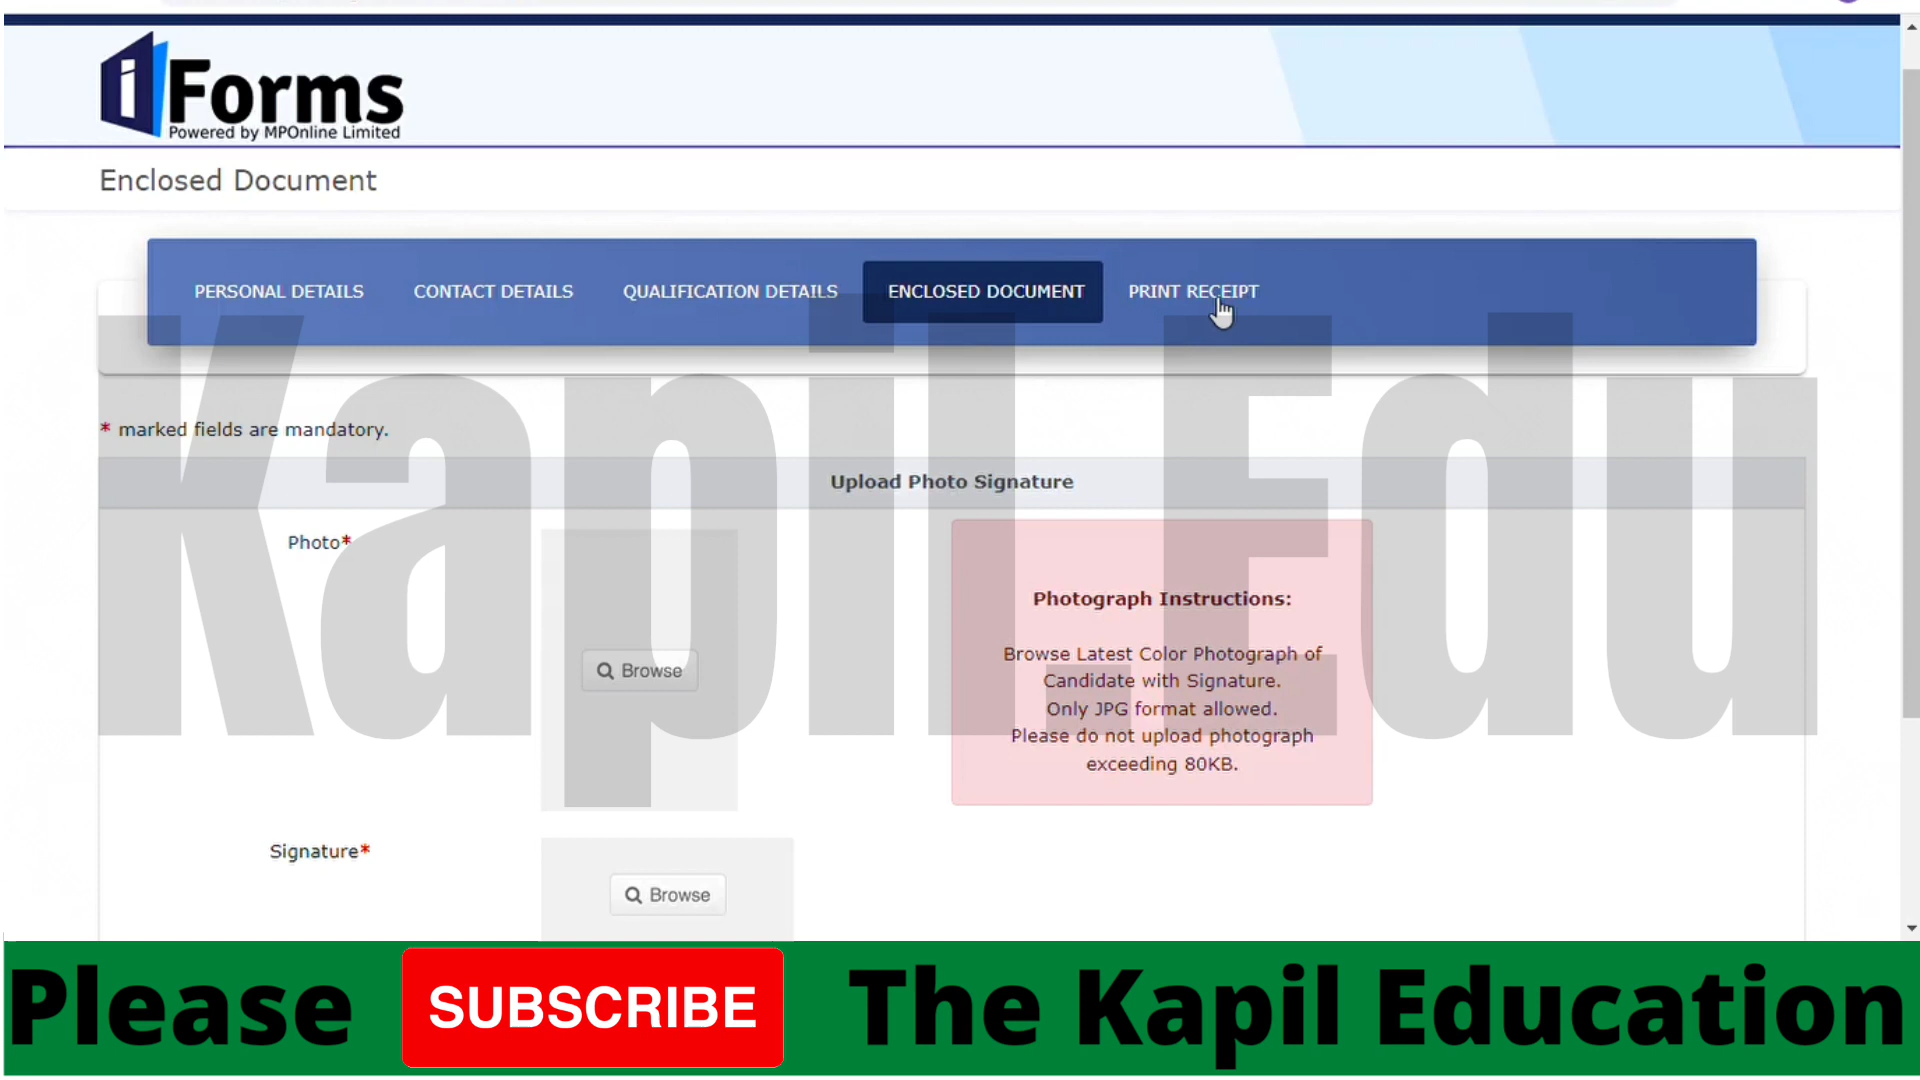 iForms
Powered by MPOnline Limited
Enclosed Document
PERSONAL DETAILS
CONTACT DETAILS
QUALIFICATION DETAILS
ENCLOSED DOCUMENT
PRINT RECEIPT
* marked fields are mandatory.
Upload Photo Signature
Photo*
Browse
Photograph Instructions:
Browse Latest Color Photograph of
Candidate with Signature.
Only JPG format allowed.
Please do not upload photograph
exceeding 80KB.
Signature*
Browse
Kapil.Edu
Please SUBSCRIBE The Kapil Education